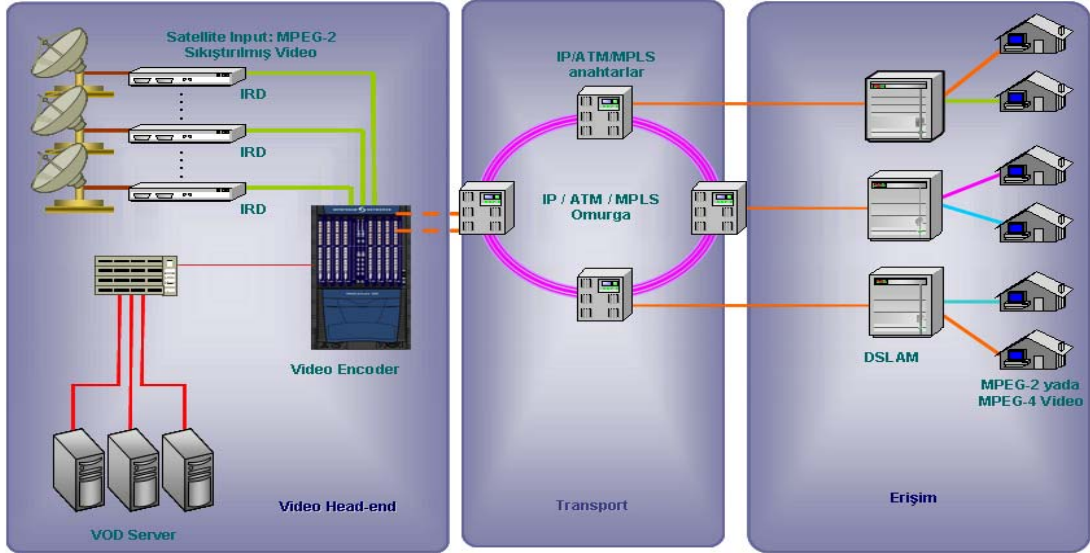 Satellite Input: MPEG-2
Sıkıştırılmış Video
IRD
IRD
IRD
Video Encoder
VOD Server
Video Head-end
IP/ATM/MPLS
anahtarlar
IP / ATM / MPLS
Omurga
Transport
DSLAM
MPEG-2 yada
MPEG-4 Video
Erişim